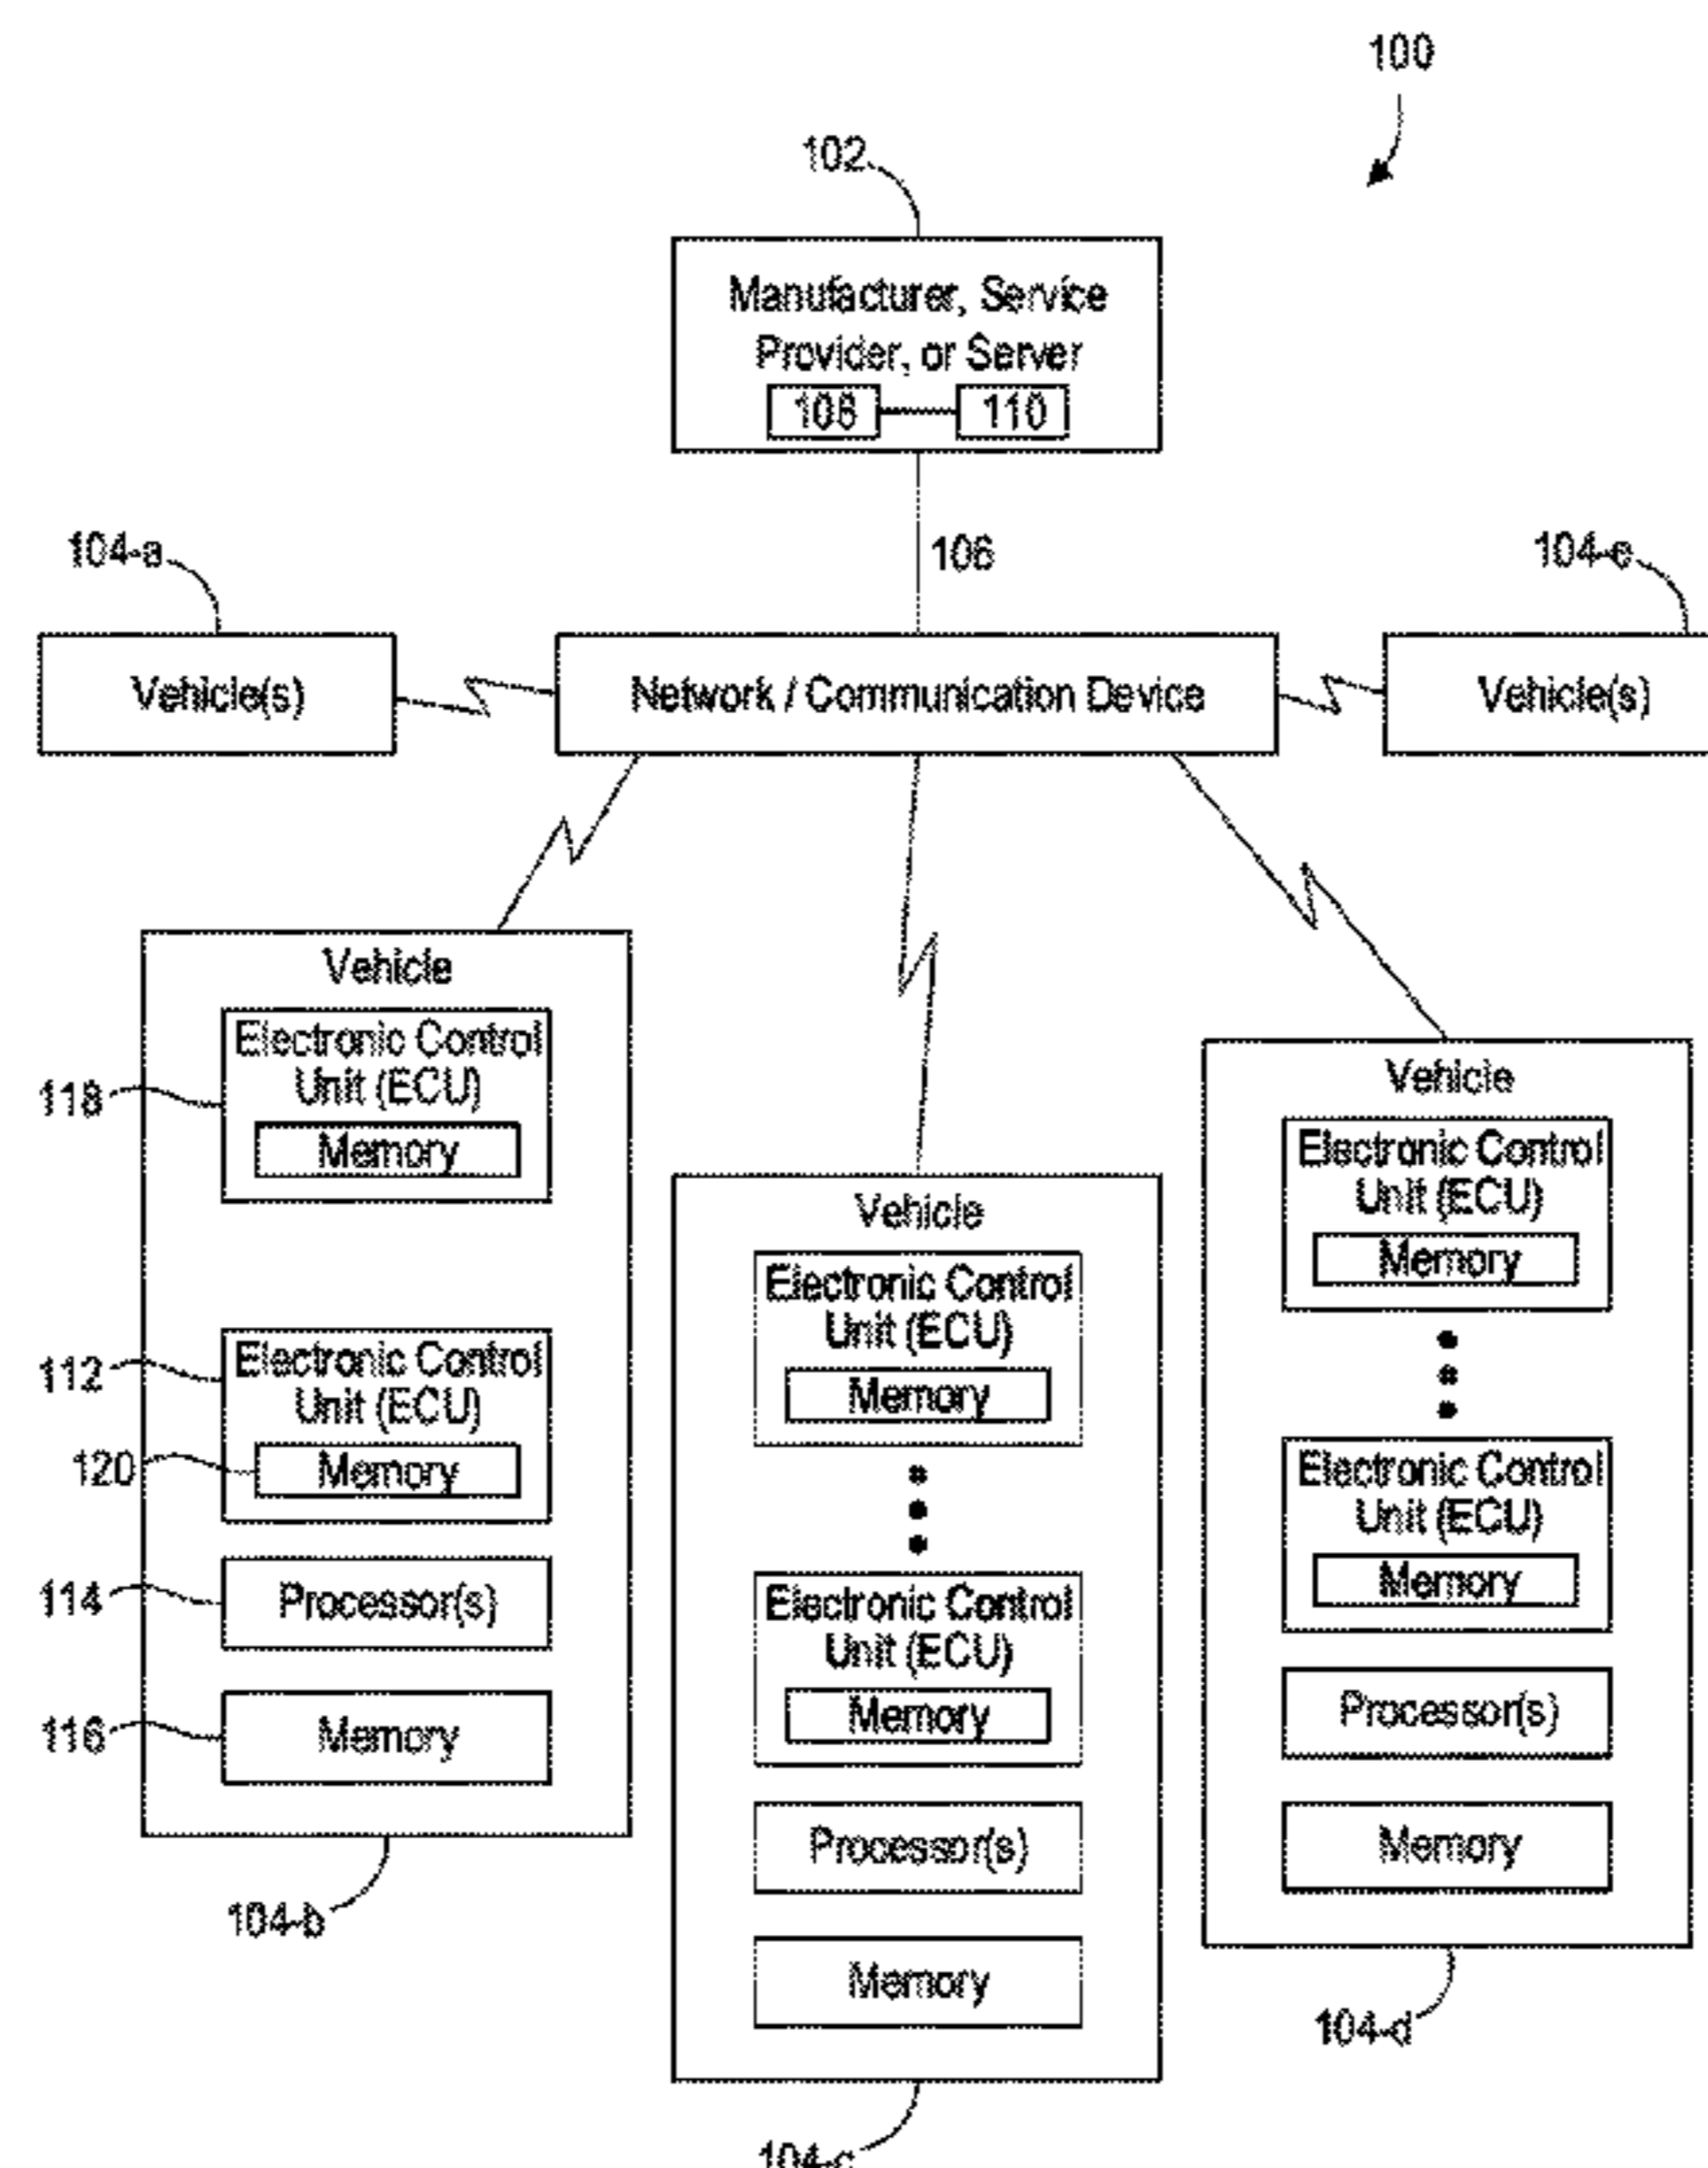 100
102
Manufacturer, Service
Provider, or Server
108
110
106
104-a
104-e
Vehicle(s)
Network / Communication Device
Vehicle(s)
Vehicle
Electronic Control
Unit (ECU)
Memory
118
Electronic Control
Unit (ECU)
Memory
112
120
Processor(s)
114
Memory
116
104-b
Vehicle
Electronic Control
Unit (ECU)
Memory
Electronic Control
Unit (ECU)
Memory
Processor(s)
Memory
104-c
Vehicle
Electronic Control
Unit (ECU)
Memory
Electronic Control
Unit (ECU)
Memory
Processor(s)
Memory
104-d